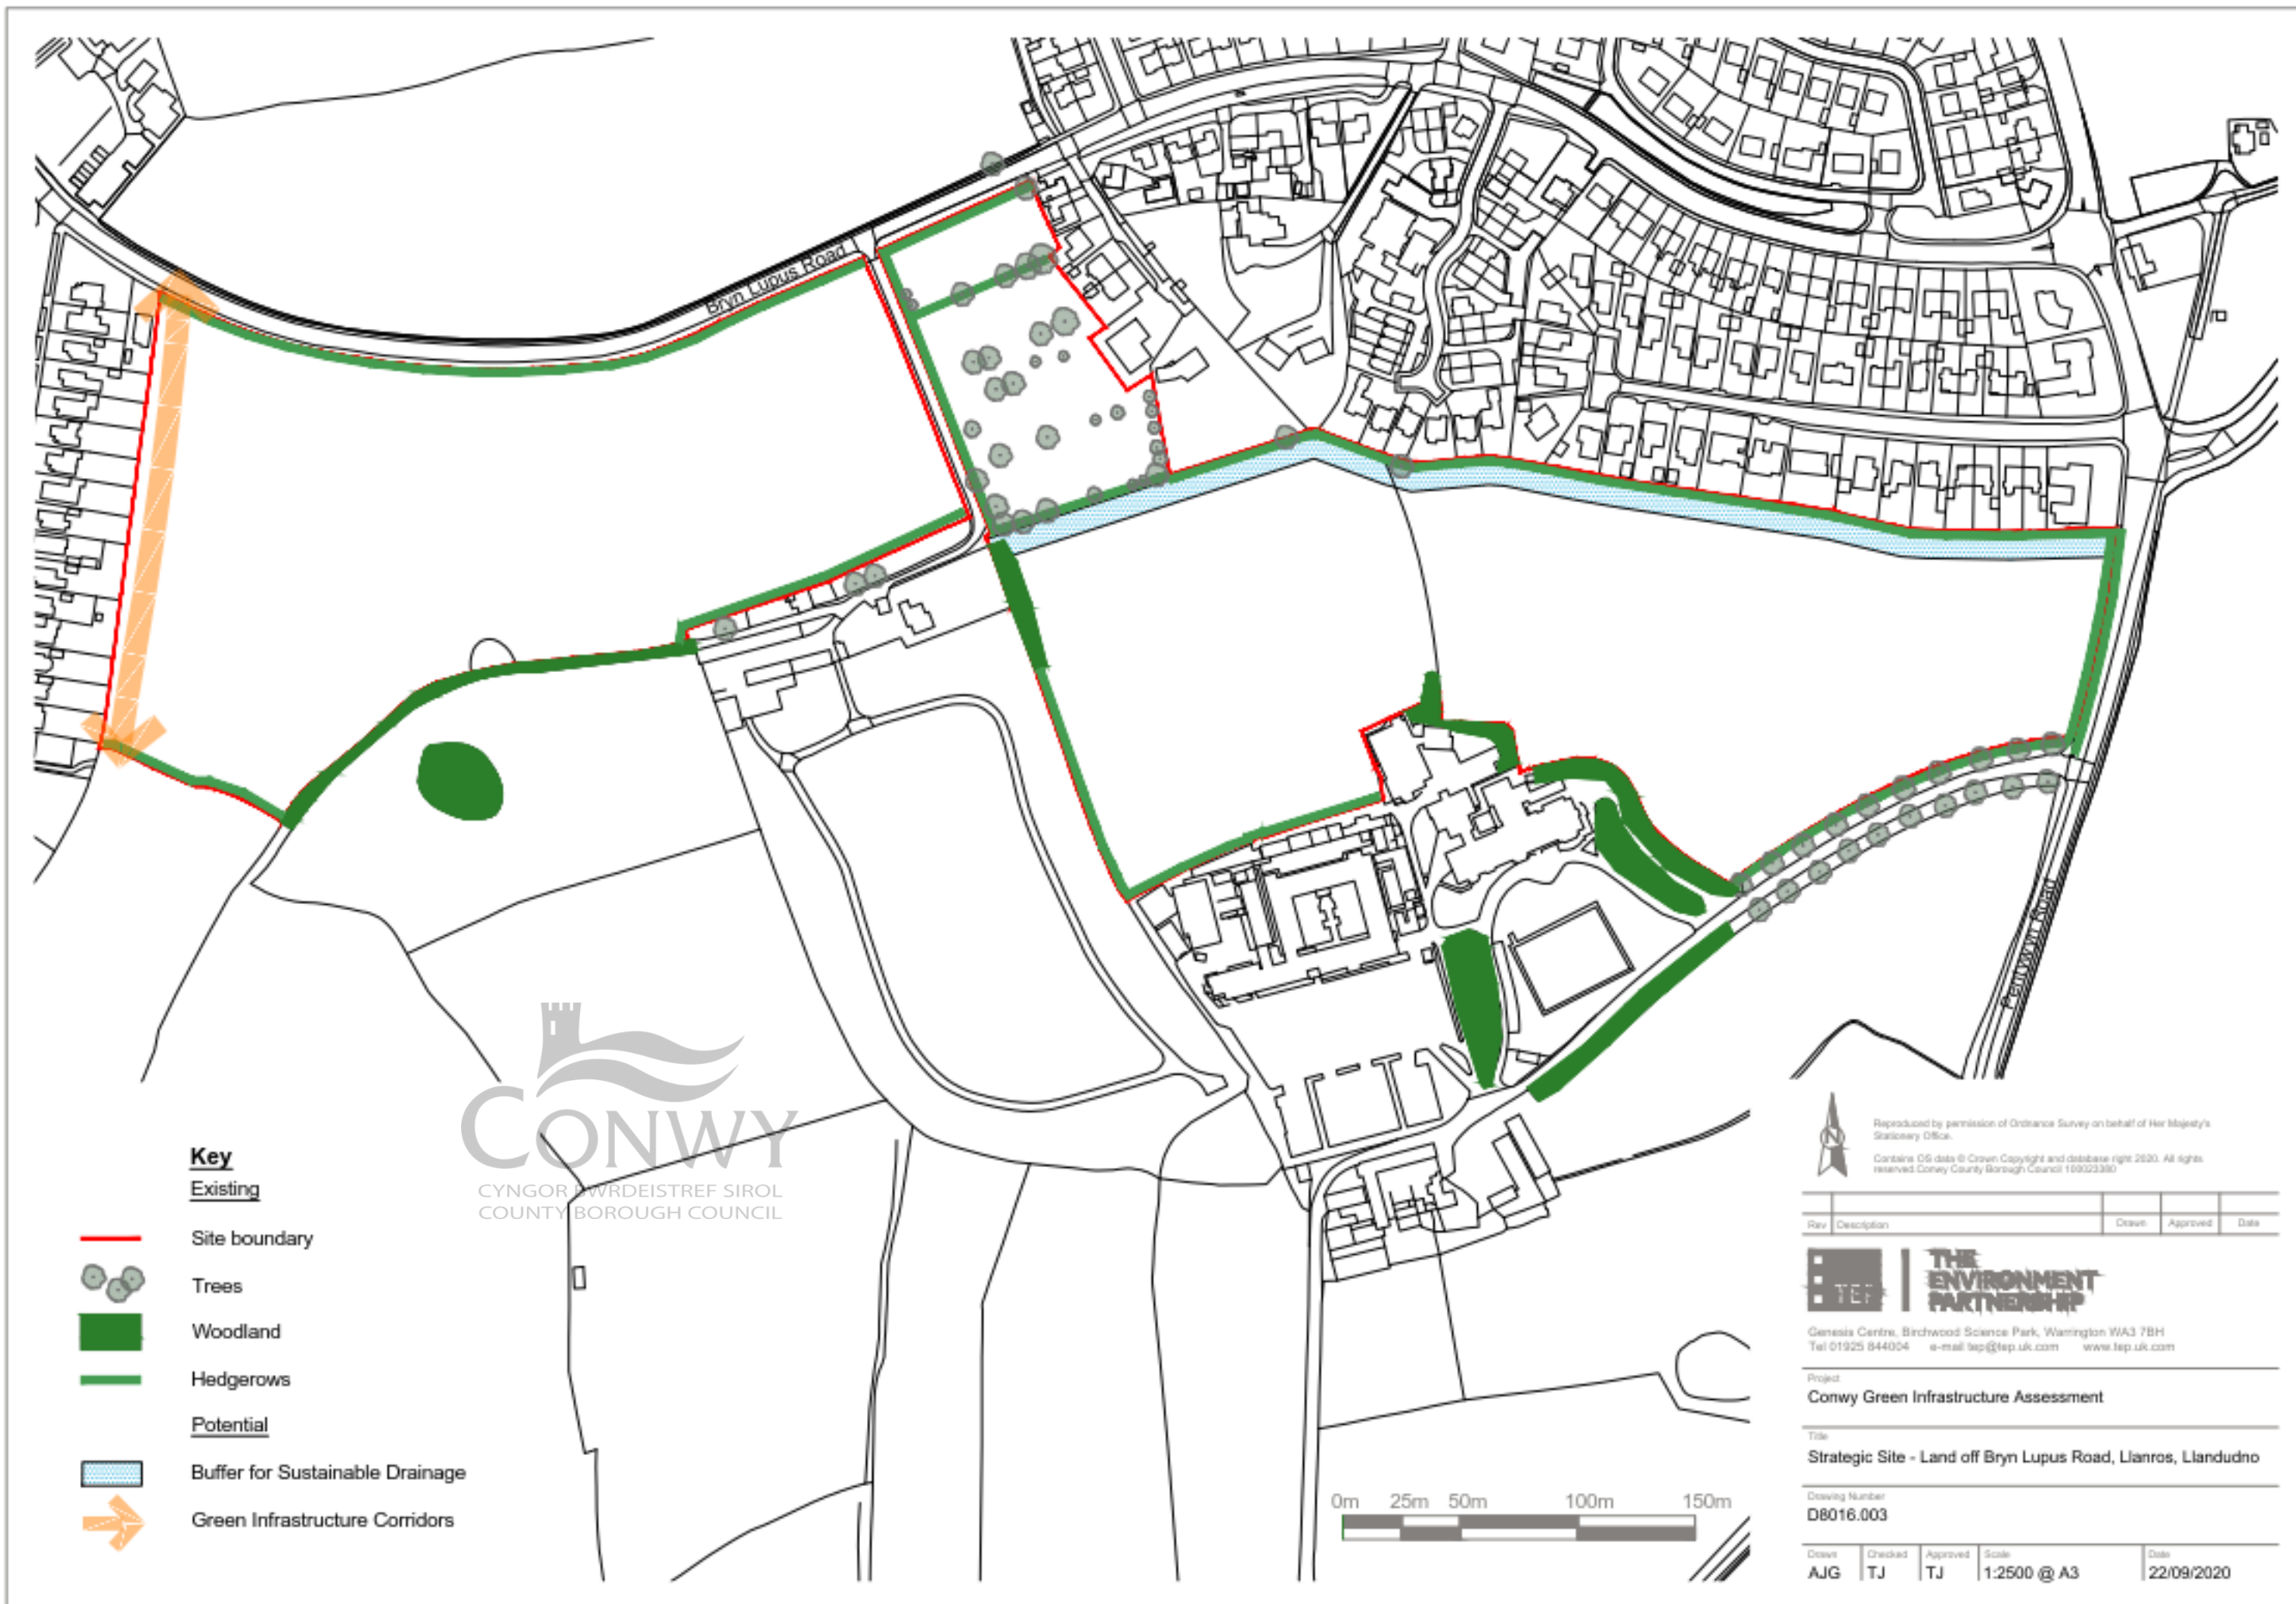 Bryn Lupus Road
Penrhyn Road
CONWY
CYNGOR BWRDEISTREF SIROL
COUNTY BOROUGH COUNCIL
Key
Existing
Site boundary
Trees
Woodland
Hedgerows
Potential
Buffer for Sustainable Drainage
Green Infrastructure Corridors
0m 25m 50m 100m 150m
N
Reproduced by permission of Ordnance Survey on behalf of Her Majesty's
Stationery Office.
Contains OS data © Crown Copyright and database right 2020. All rights
reserved.Conwy County Borough Council 100023380
Rev Description Drawn Approved Date
THE
ENVIRONMENT
PARTNERSHIP
Genesis Centre, Birchwood Science Park, Warrington WA3 7BH
Tel 01925 844004 e-mail tep@tep.uk.com www.tep.uk.com
Project
Conwy Green Infrastructure Assessment
Title
Strategic Site - Land off Bryn Lupus Road, Llanros, Llandudno
Drawing Number
D8016.003
Drawn Checked Approved Scale Date
AJG TJ TJ 1:2500 @ A3 22/09/2020